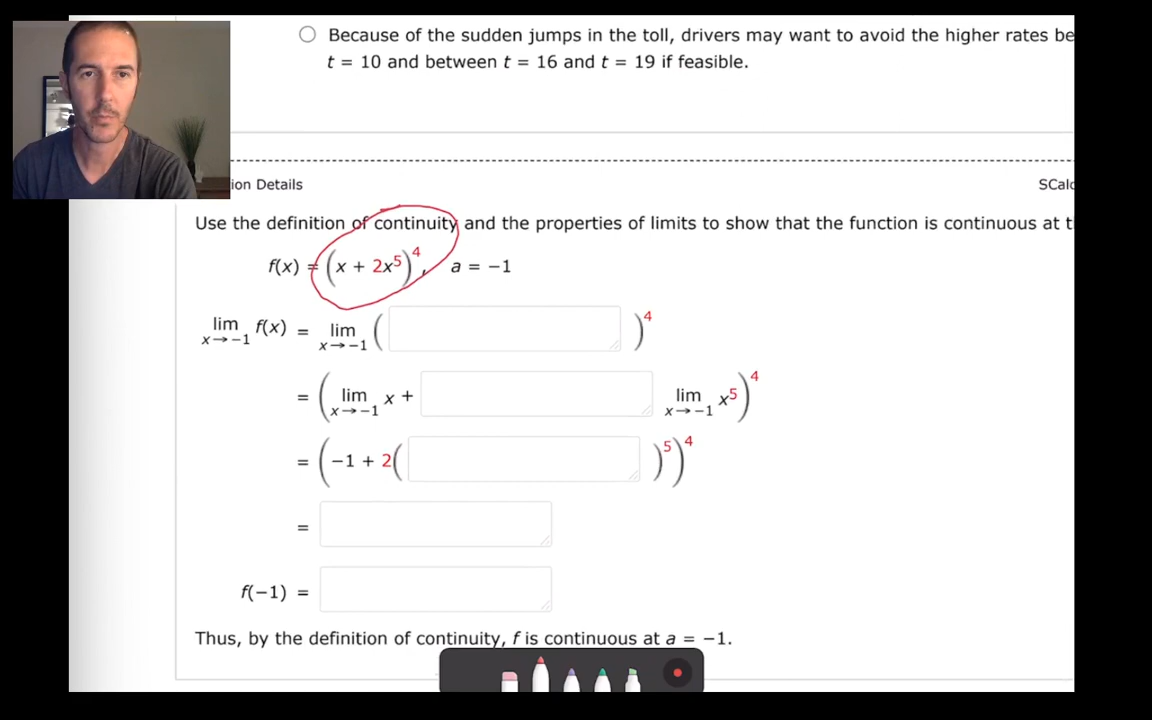 Because of the sudden jumps in the toll, drivers may want to avoid the higher rates be
t = 10 and between t = 16 and t = 19 if feasible.
ion Details SCalc
Use the definition of continuity and the properties of limits to show that the function is continuous at t
f(x) = (x + 2x⁵)⁴, a = −1
lim x→−1 f(x) = lim x→−1 ( )⁴
= (lim x→−1 x + lim x→−1 x⁵)⁴
= (−1 + 2( )⁵)⁴
=
f(−1) =
Thus, by the definition of continuity, f is continuous at a = −1.